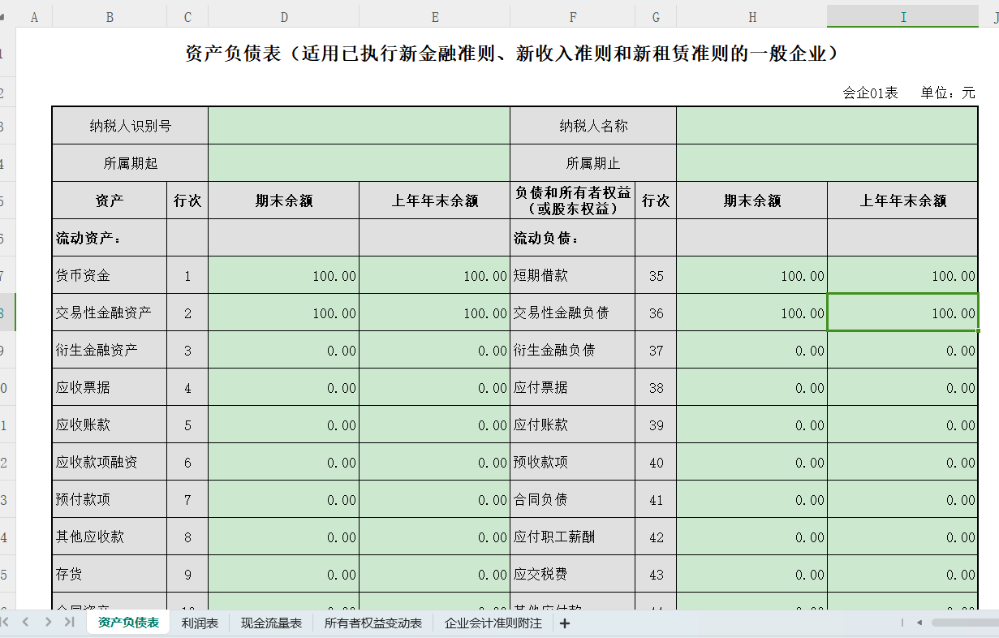 A B C D E F G H I J
资产负债表（适用已执行新金融准则、新收入准则和新租赁准则的一般企业）
会企01表 单位：元
纳税人识别号 纳税人名称
所属期起 所属期止
资产 行次 期末余额 上年年末余额 负债和所有者权益（或股东权益） 行次 期末余额 上年年末余额
流动资产： 流动负债：
货币资金 1 100.00 100.00 短期借款 35 100.00 100.00
交易性金融资产 2 100.00 100.00 交易性金融负债 36 100.00 100.00
衍生金融资产 3 0.00 0.00 衍生金融负债 37 0.00 0.00
应收票据 4 0.00 0.00 应付票据 38 0.00 0.00
应收账款 5 0.00 0.00 应付账款 39 0.00 0.00
应收款项融资 6 0.00 0.00 预收款项 40 0.00 0.00
预付款项 7 0.00 0.00 合同负债 41 0.00 0.00
其他应收款 8 0.00 0.00 应付职工薪酬 42 0.00 0.00
存货 9 0.00 0.00 应交税费 43 0.00 0.00
资产负债表 利润表 现金流量表 所有者权益变动表 企业会计准则附注